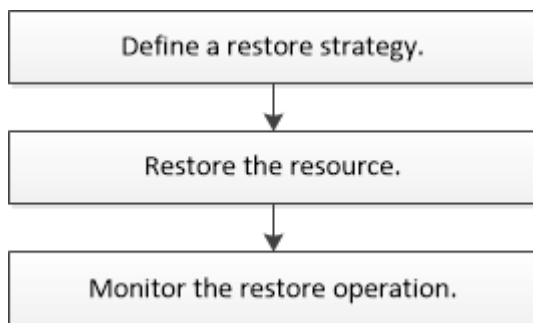 Define a restore strategy.
Restore the resource.
Monitor the restore operation.